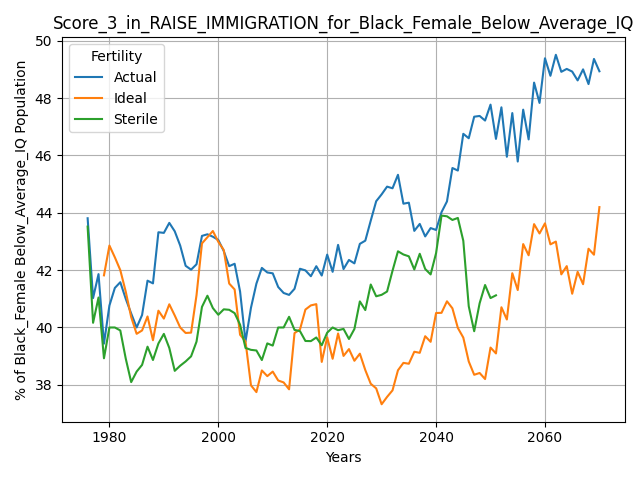 Score_3_in_RAISE_IMMIGRATION_for_Black_Female_Below_Average_IQ
% of Black_Female Below_Average_IQ Population
50
48
46
44
42
40
38
Fertility
Actual
Ideal
Sterile
1980
2000
2020
2040
2060
Years